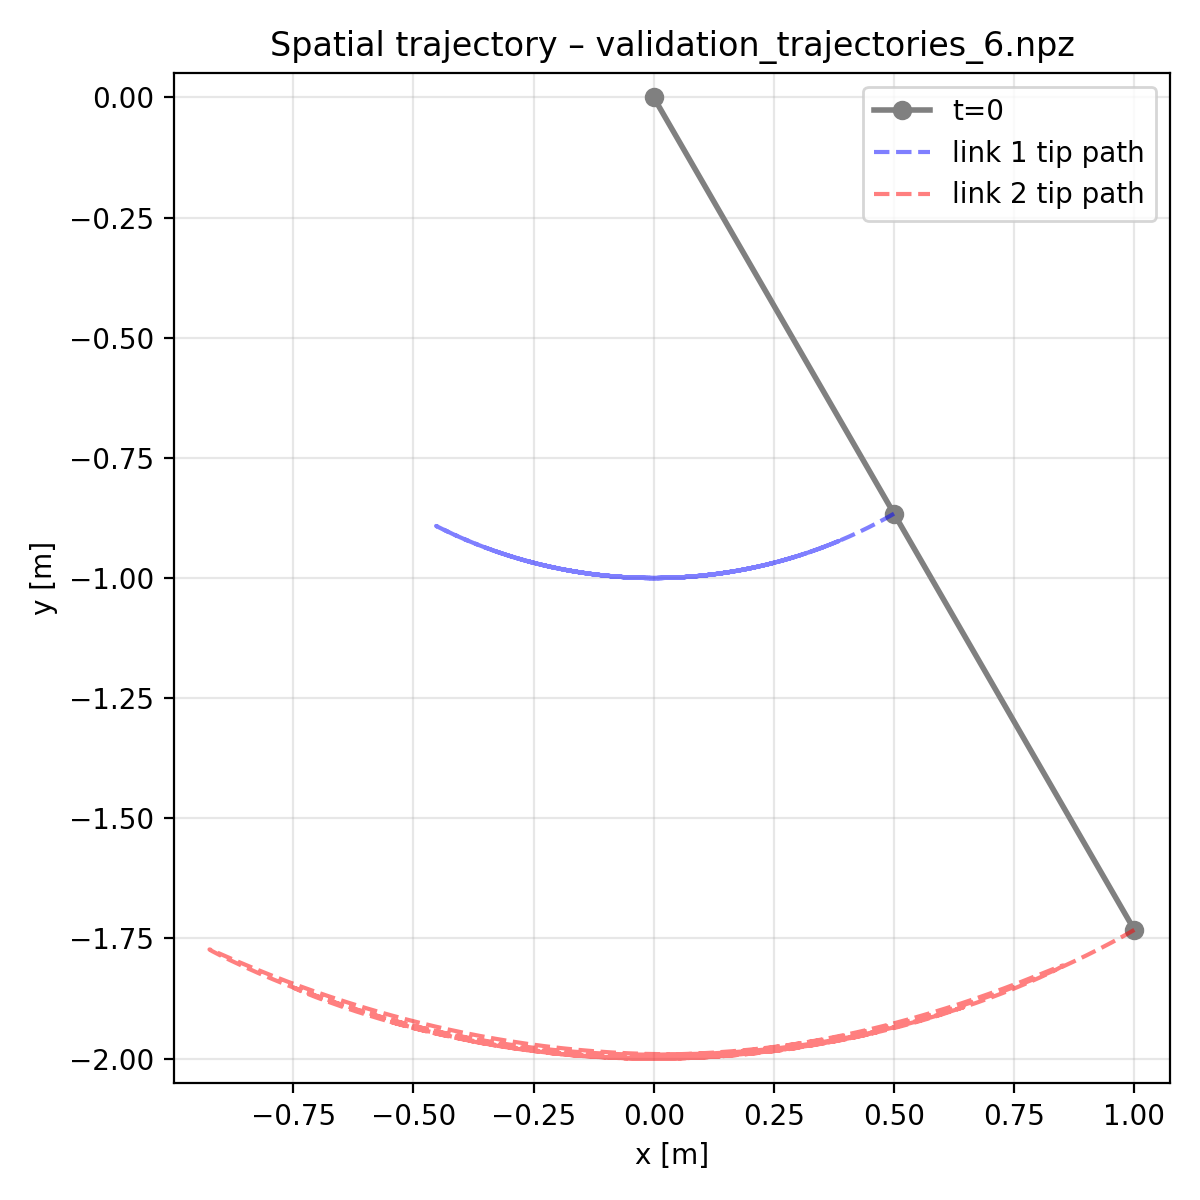 Spatial trajectory – validation_trajectories_6.npz
t=0
link 1 tip path
link 2 tip path
0.00
−0.25
−0.50
−0.75
−1.00
−1.25
−1.50
−1.75
−2.00
y [m]
−0.75 −0.50 −0.25 0.00 0.25 0.50 0.75 1.00
x [m]